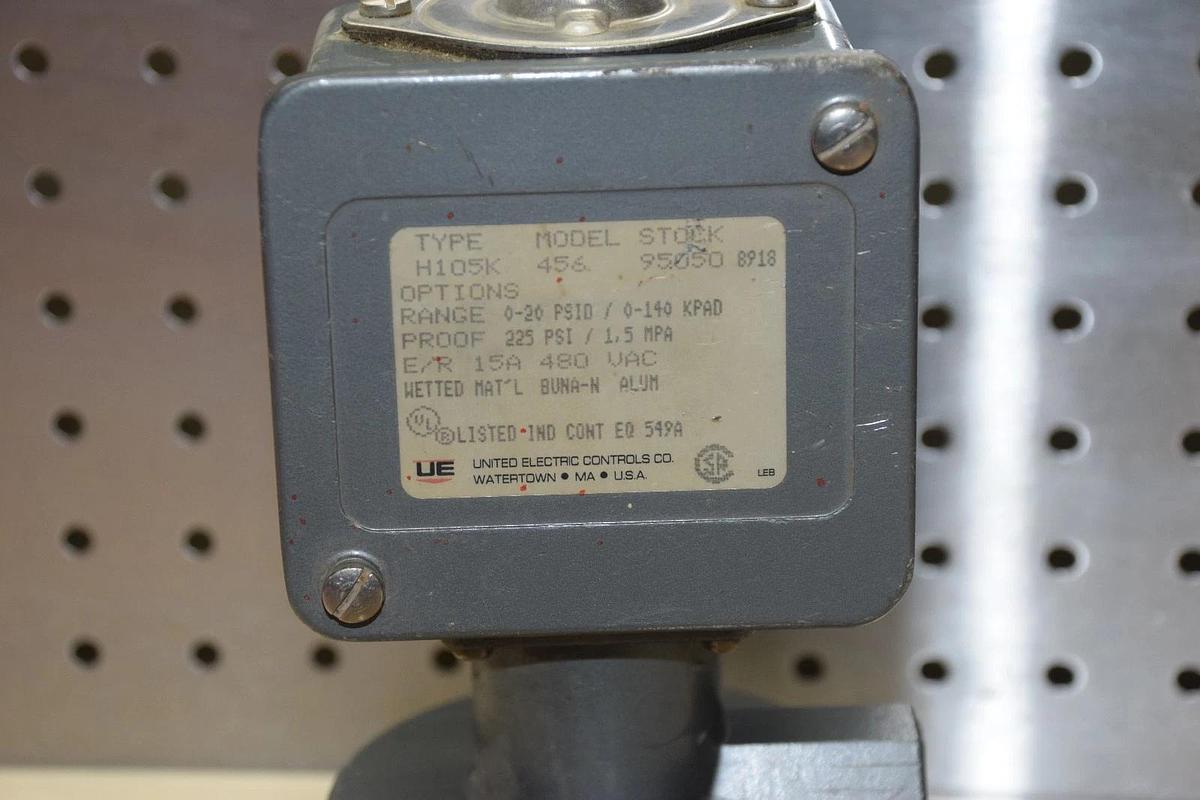 TYPE MODEL STOCK
H105K 456 95050 8918
OPTIONS
RANGE 0-20 PSID / 0-140 KPAD
PROOF 225 PSI / 1,5 MPA
E/R 15A 480 VAC
WETTED MAT'L BUNA-N ALUM
UL ® LISTED IND CONT EQ 549A
UE UNITED ELECTRIC CONTROLS CO.
WATERTOWN • MA • U.S.A.
SA
LEB